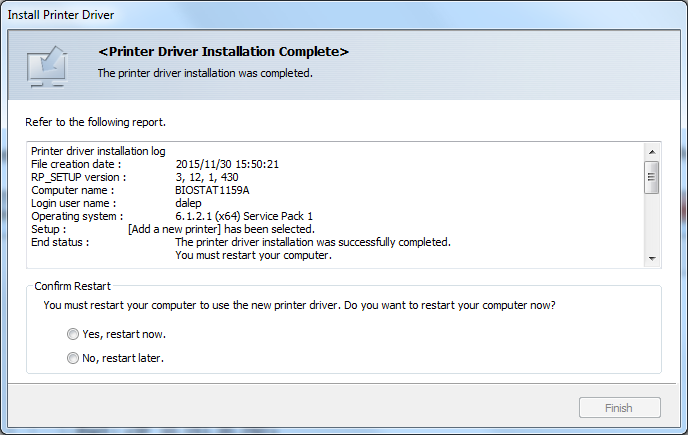 Install Printer Driver
<Printer Driver Installation Complete>
The printer driver installation was completed.
Refer to the following report.
Printer driver installation log
File creation date : 2015/11/30 15:50:21
RP_SETUP version : 3, 12, 1, 430
Computer name : BIOSTAT1159A
Login user name : dalep
Operating system : 6.1.2.1 (x64) Service Pack 1
Setup : [Add a new printer] has been selected.
End status : The printer driver installation was successfully completed.
You must restart your computer.
Confirm Restart
You must restart your computer to use the new printer driver. Do you want to restart your computer now?
Yes, restart now.
No, restart later.
Finish